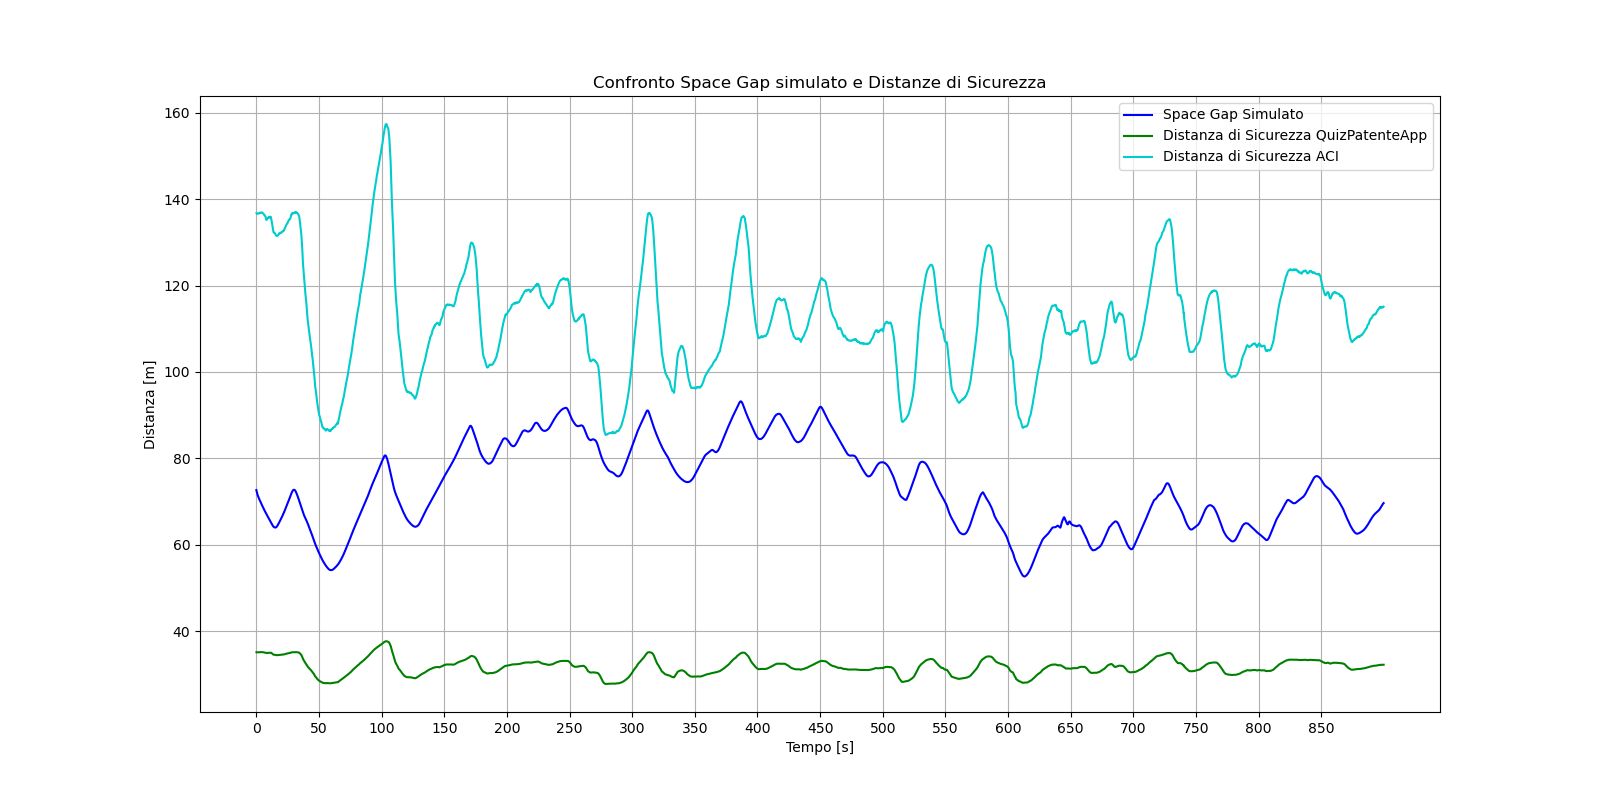 Confronto Space Gap simulato e Distanze di Sicurezza
Space Gap Simulato
Distanza di Sicurezza QuizPatenteApp
Distanza di Sicurezza ACI
Distanza [m]
160
140
120
100
80
60
40
0 50 100 150 200 250 300 350 400 450 500 550 600 650 700 750 800 850
Tempo [s]